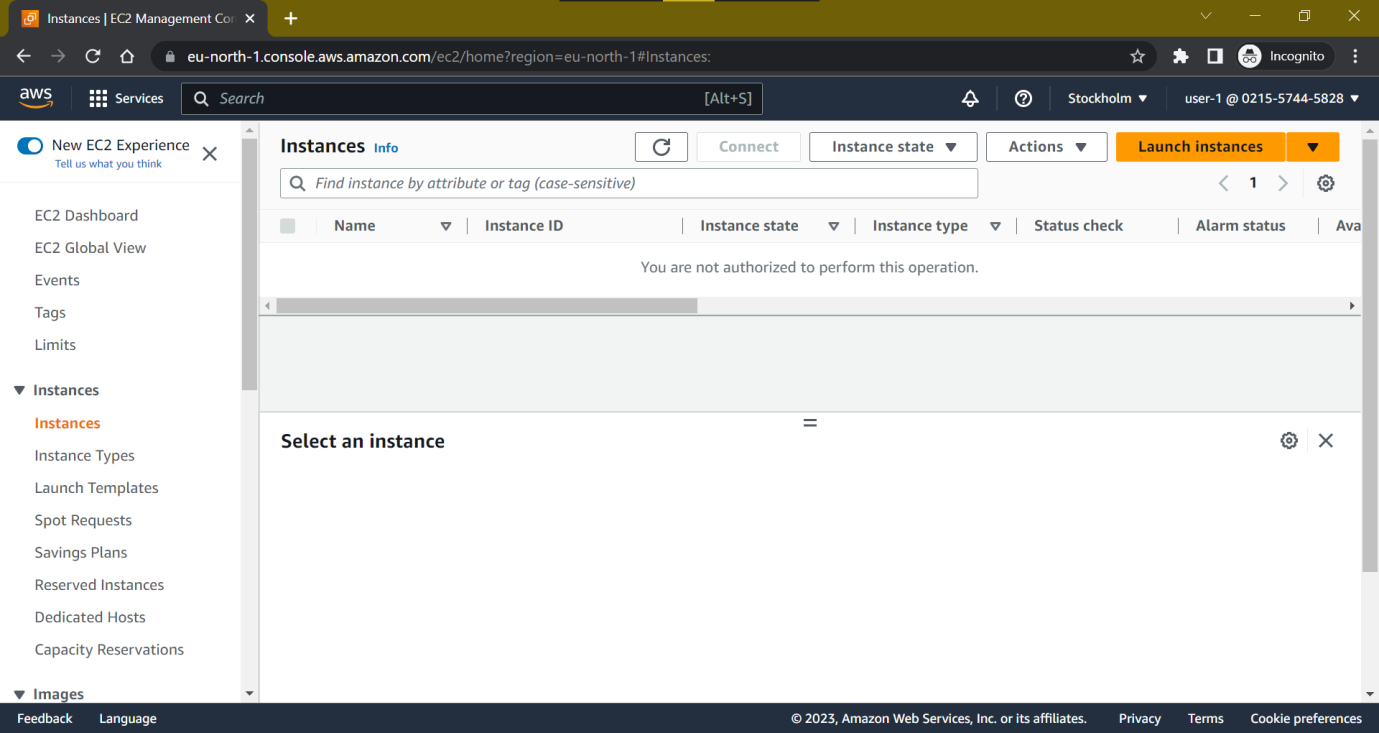 Instances | EC2 Management Con
eu-north-1.console.aws.amazon.com/ec2/home?region=eu-north-1#Instances:
Incognito
aws
Services
Search
[Alt+S]
Stockholm
user-1 @ 0215-5744-5828
New EC2 Experience
Tell us what you think
EC2 Dashboard
EC2 Global View
Events
Tags
Limits
Instances
Instances
Instance Types
Launch Templates
Spot Requests
Savings Plans
Reserved Instances
Dedicated Hosts
Capacity Reservations
Images
Instances Info
Connect
Instance state
Actions
Launch instances
Find instance by attribute or tag (case-sensitive)
1
Name
Instance ID
Instance state
Instance type
Status check
Alarm status
Ava
You are not authorized to perform this operation.
Select an instance
Feedback
Language
© 2023, Amazon Web Services, Inc. or its affiliates.
Privacy
Terms
Cookie preferences